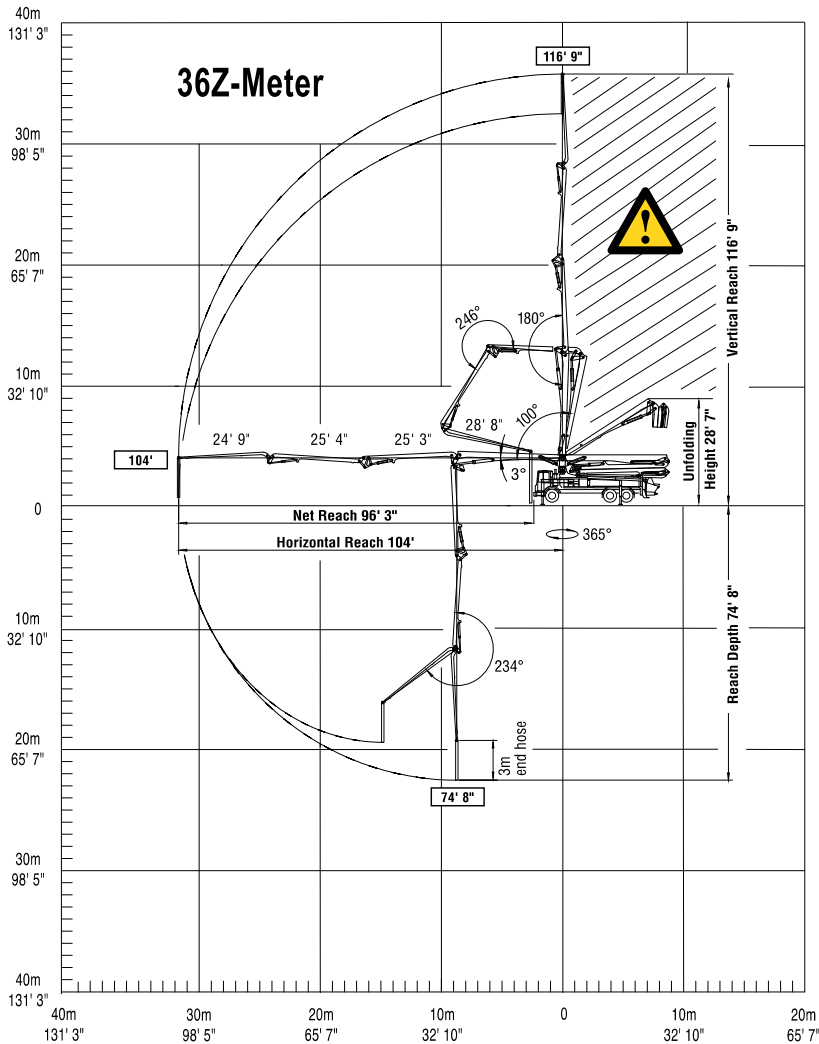 40m
131' 3"
116' 9"
36Z-Meter
30m
98' 5"
20m
65' 7"
Vertical Reach 116' 9"
246°
180°
10m
32' 10"
100°
24' 9"
25' 4"
25' 3"
28' 8"
104'
3°
Unfolding
Height 28' 7"
0
Net Reach 96' 3"
Horizontal Reach 104'
365°
10m
32' 10"
234°
Reach Depth 74' 8"
20m
65' 7"
3m
end hose
74' 8"
30m
98' 5"
40m
131' 3"
40m
131' 3"
30m
98' 5"
20m
65' 7"
10m
32' 10"
0
10m
32' 10"
20m
65' 7"